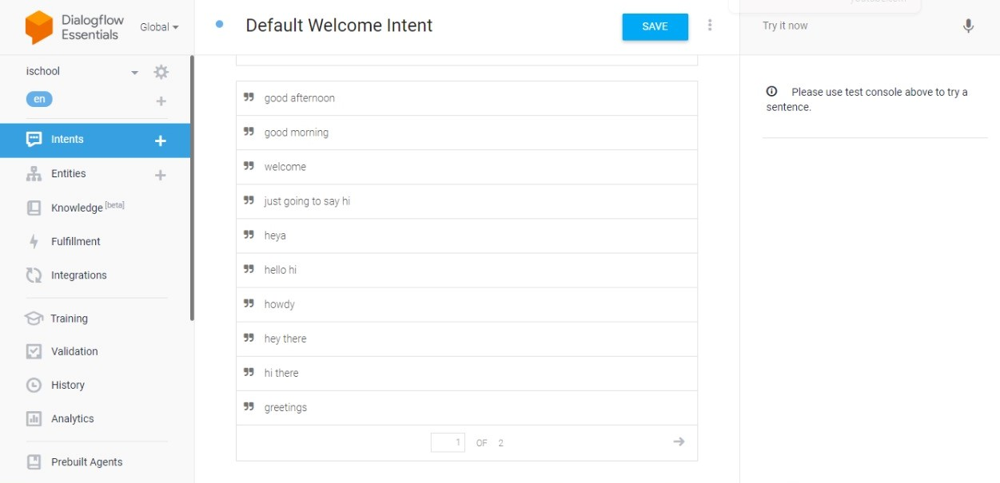 Dialogflow
Essentials
Global
Default Welcome Intent
SAVE
Try it now
ischool
en
Intents
Entities
Knowledge [beta]
Fulfillment
Integrations
Training
Validation
History
Analytics
Prebuilt Agents
good afternoon
good morning
welcome
just going to say hi
heya
hello hi
howdy
hey there
hi there
greetings
1 OF 2
Please use test console above to try a
sentence.